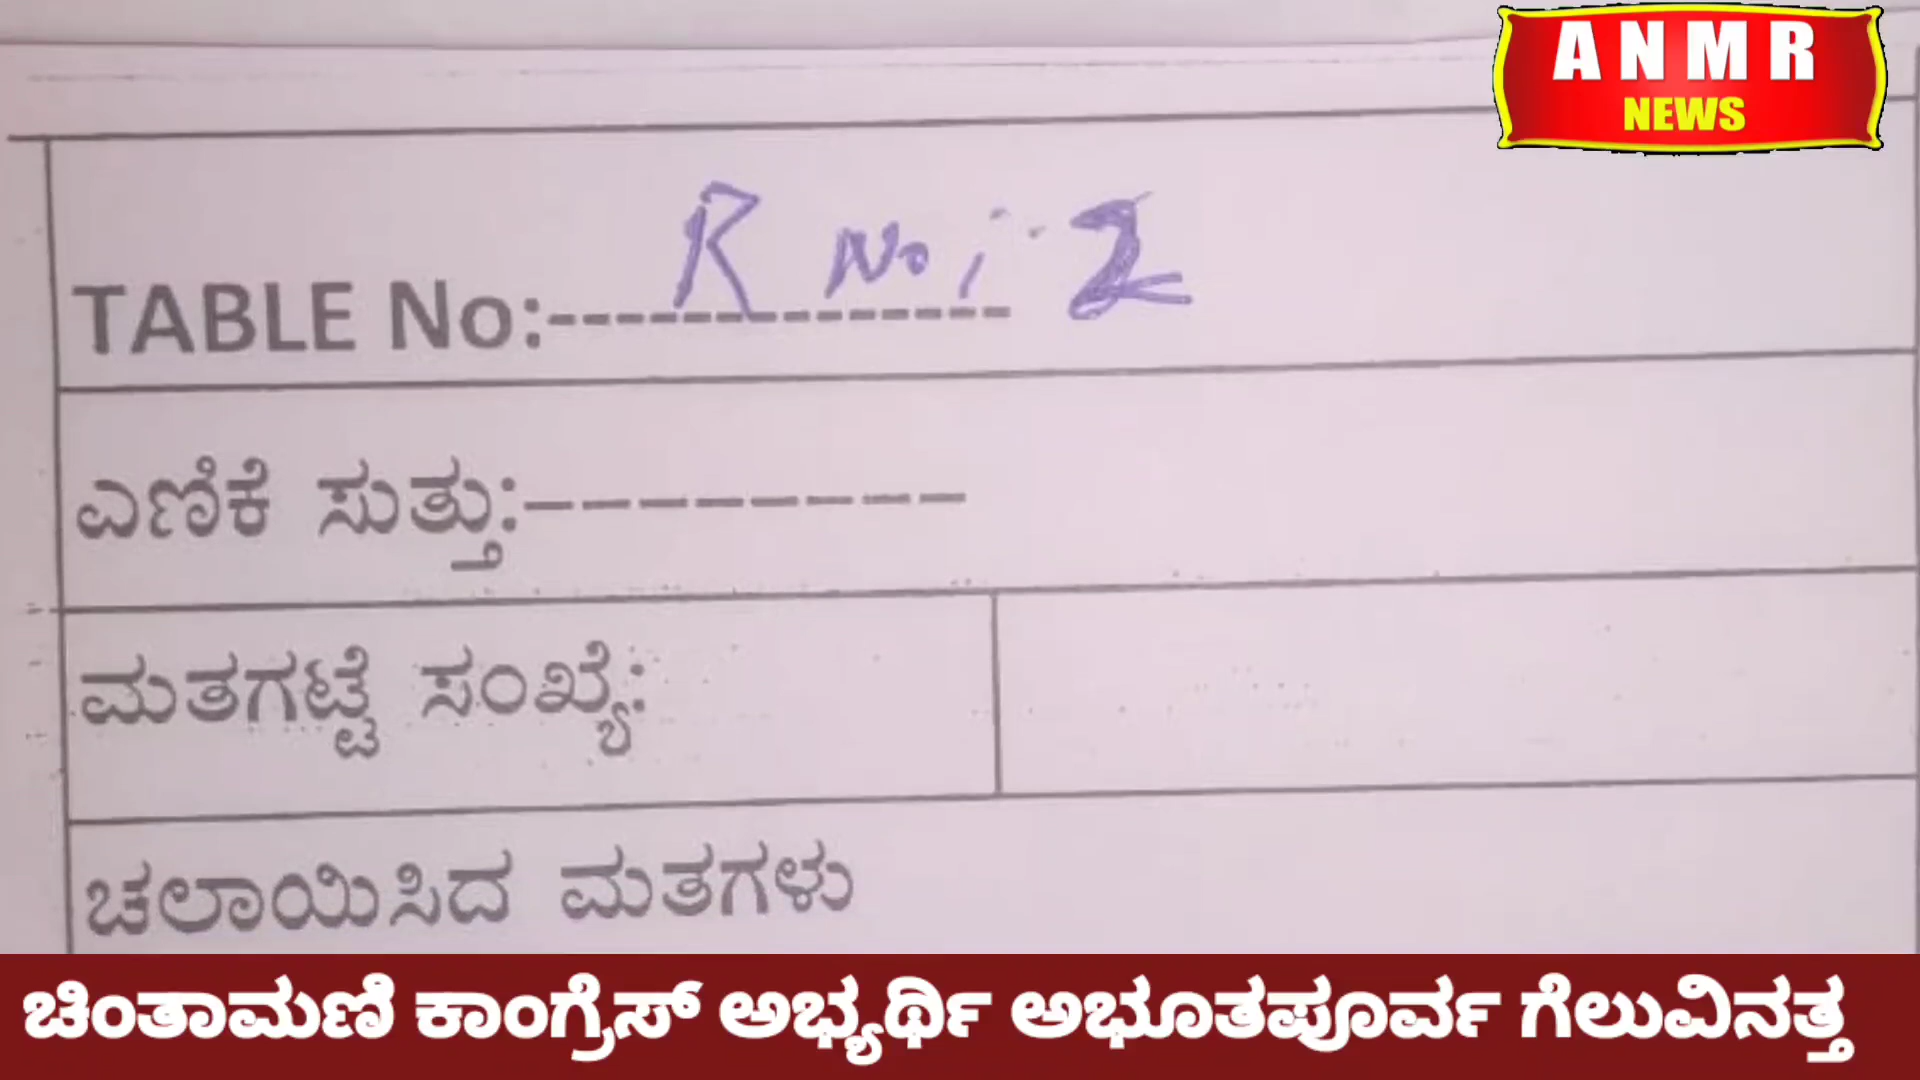 ANMR
NEWS
R No ; - 2
TABLE No:--------------
ಎಣಿಕೆ ಸುತ್ತು:--------
ಮತಗಟ್ಟೆ ಸಂಖ್ಯೆ:
ಚಲಾಯಿಸಿದ ಮತಗಳು
ಚಿಂತಾಮಣಿ ಕಾಂಗ್ರೆಸ್ ಅಭ್ಯರ್ಥಿ ಅಭೂತಪೂರ್ವ ಗೆಲುವಿನತ್ತ